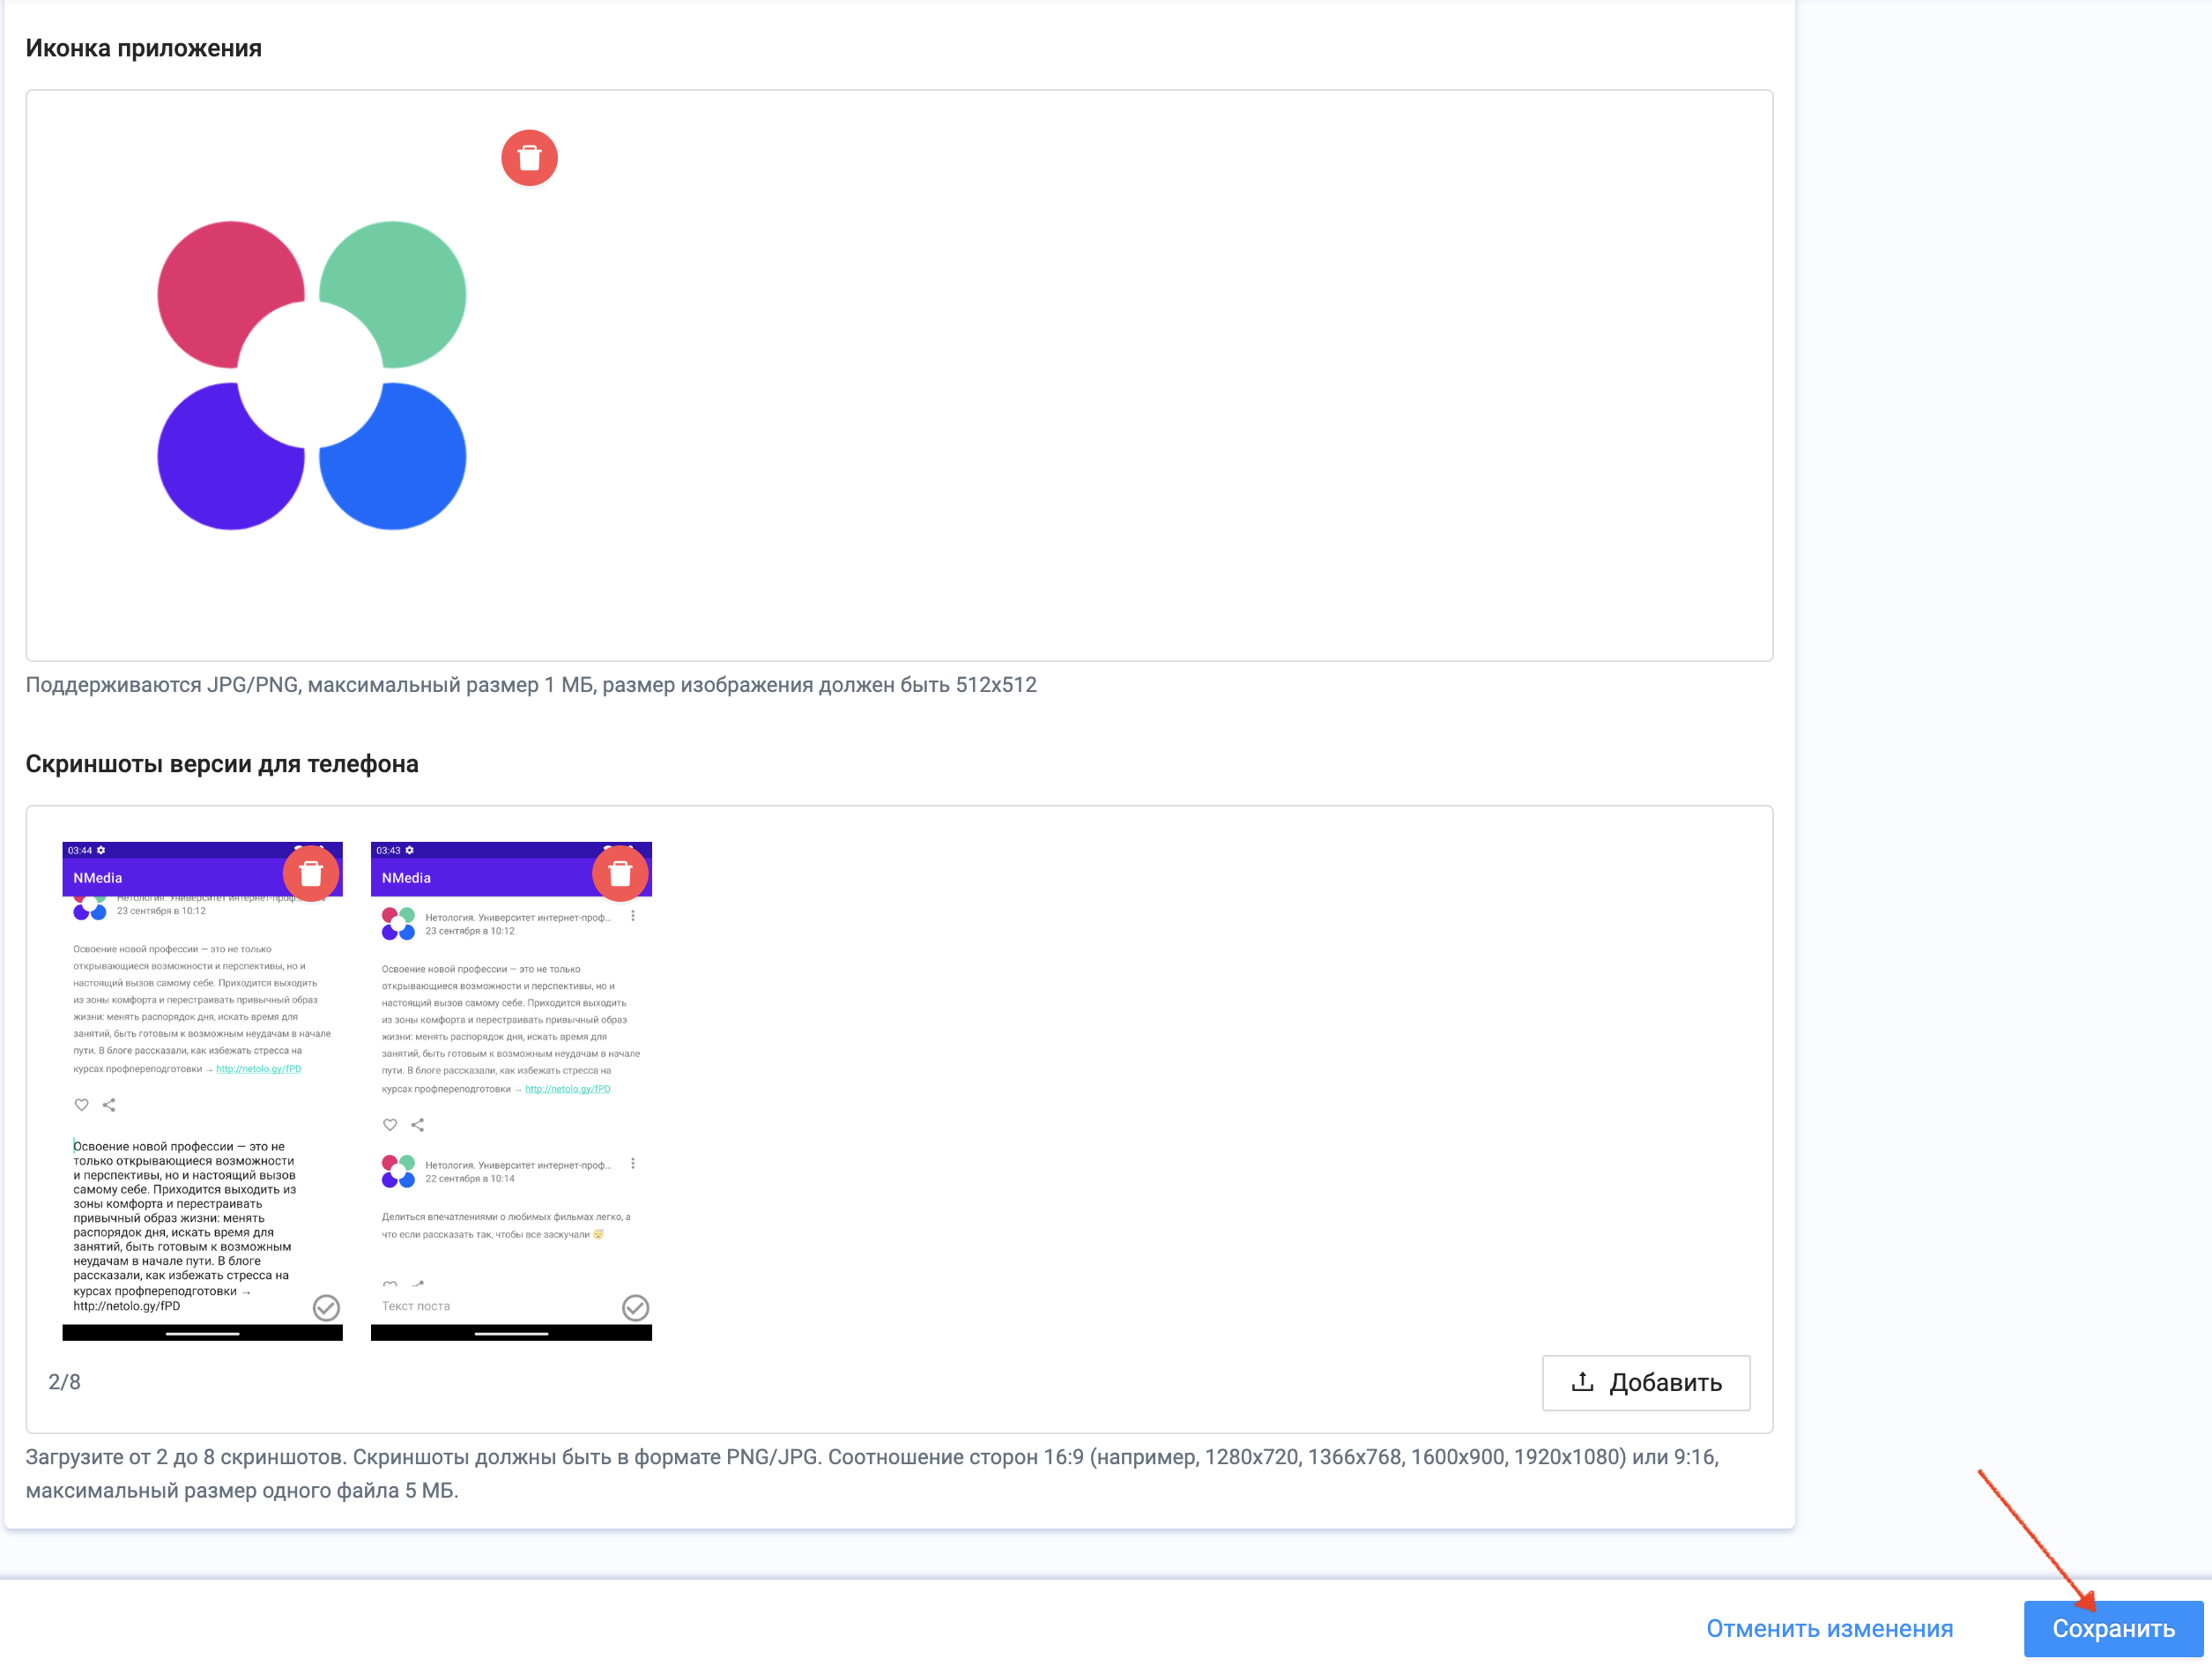 Иконка приложения
Поддерживаются JPG/PNG, максимальный размер 1 МБ, размер изображения должен быть 512x512
Скриншоты версии для телефона
03:44
NMedia
Нетология. Университет интернет-проф...
23 сентября в 10:12
Освоение новой профессии — это не только
открывающиеся возможности и перспективы, но и
настоящий вызов самому себе. Приходится выходить
из зоны комфорта и перестраивать привычный образ
жизни: менять распорядок дня, искать время для
занятий, быть готовым к возможным неудачам в начале
пути. В блоге рассказали, как избежать стресса на
курсах профпереподготовки → http://netolo.gy/fPD
Освоение новой профессии — это не
только открывающиеся возможности
и перспективы, но и настоящий вызов
самому себе. Приходится выходить из
зоны комфорта и перестраивать
привычный образ жизни: менять
распорядок дня, искать время для
занятий, быть готовым к возможным
неудачам в начале пути. В блоге
рассказали, как избежать стресса на
курсах профпереподготовки →
http://netolo.gy/fPD
03:43
NMedia
Нетология. Университет интернет-проф...
23 сентября в 10:12
Освоение новой профессии — это не только
открывающиеся возможности и перспективы, но и
настоящий вызов самому себе. Приходится выходить
из зоны комфорта и перестраивать привычный образ
жизни: менять распорядок дня, искать время для
занятий, быть готовым к возможным неудачам в начале
пути. В блоге рассказали, как избежать стресса на
курсах профпереподготовки → http://netolo.gy/fPD
Нетология. Университет интернет-проф...
22 сентября в 10:14
Делиться впечатлениями о любимых фильмах легко, а
что если рассказать так, чтобы все заскучали 😴
Текст поста
2/8
Добавить
Загрузите от 2 до 8 скриншотов. Скриншоты должны быть в формате PNG/JPG. Соотношение сторон 16:9 (например, 1280x720, 1366x768, 1600x900, 1920x1080) или 9:16,
максимальный размер одного файла 5 МБ.
Отменить изменения
Сохранить